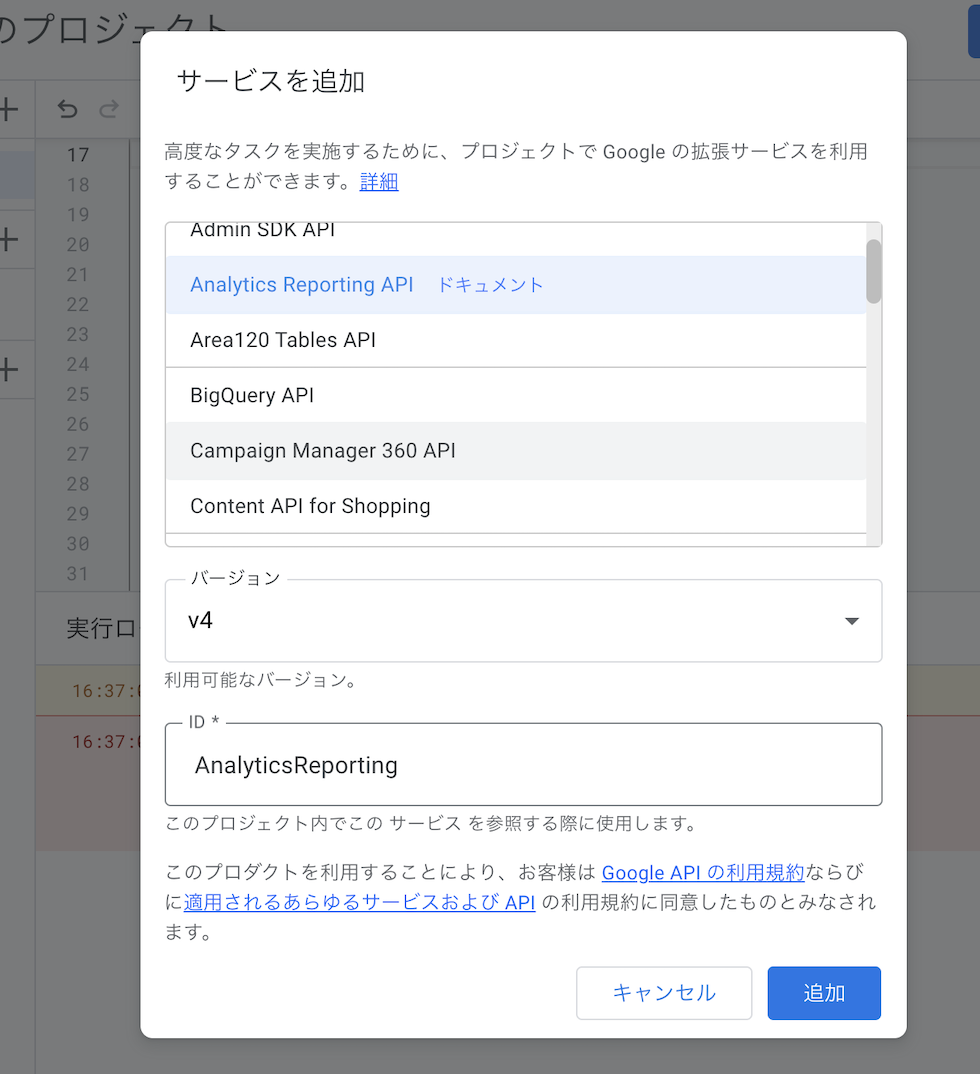 のプロジェクト
サービスを追加
高度なタスクを実施するために、プロジェクトで Google の拡張サービスを利用
することができます。詳細
Admin SDK API
Analytics Reporting API ドキュメント
Area120 Tables API
BigQuery API
Campaign Manager 360 API
Content API for Shopping
バージョン
v4
利用可能なバージョン。
ID *
AnalyticsReporting
このプロジェクト内でこの サービス を参照する際に使用します。
このプロダクトを利用することにより、お客様は Google API の利用規約ならび
に適用されるあらゆるサービスおよび API の利用規約に同意したものとみなされ
ます。
キャンセル
追加
17
18
19
20
21
22
23
24
25
26
27
28
29
30
31
実行ロ
16:37:0
16:37:0